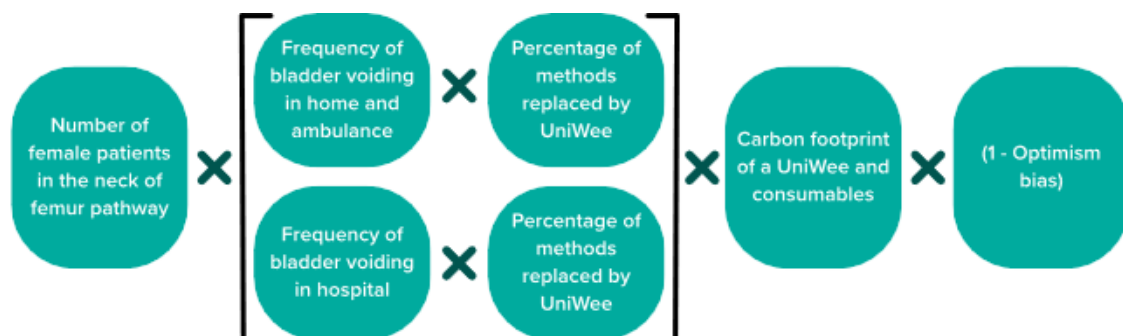 Number of
female patients
in the neck of
femur pathway
Frequency of
bladder voiding
in home and
ambulance
Percentage of
methods
replaced by
UniWee
Frequency of
bladder voiding
in hospital
Percentage of
methods
replaced by
UniWee
Carbon footprint
of a UniWee and
consumables
(1 - Optimism
bias)